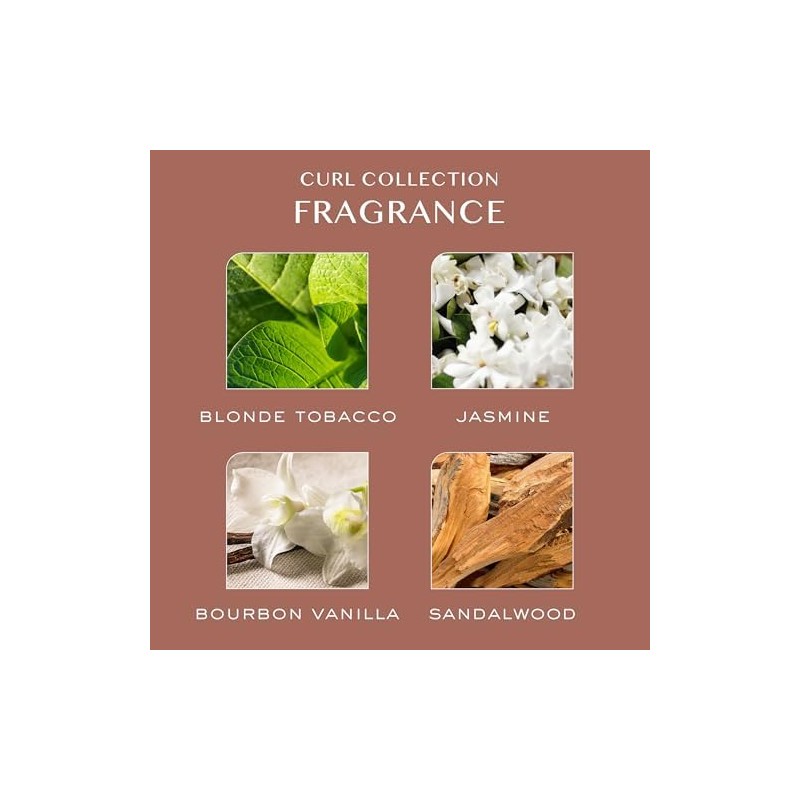 CURL COLLECTION
FRAGRANCE
BLONDE TOBACCO
JASMINE
BOURBON VANILLA
SANDALWOOD